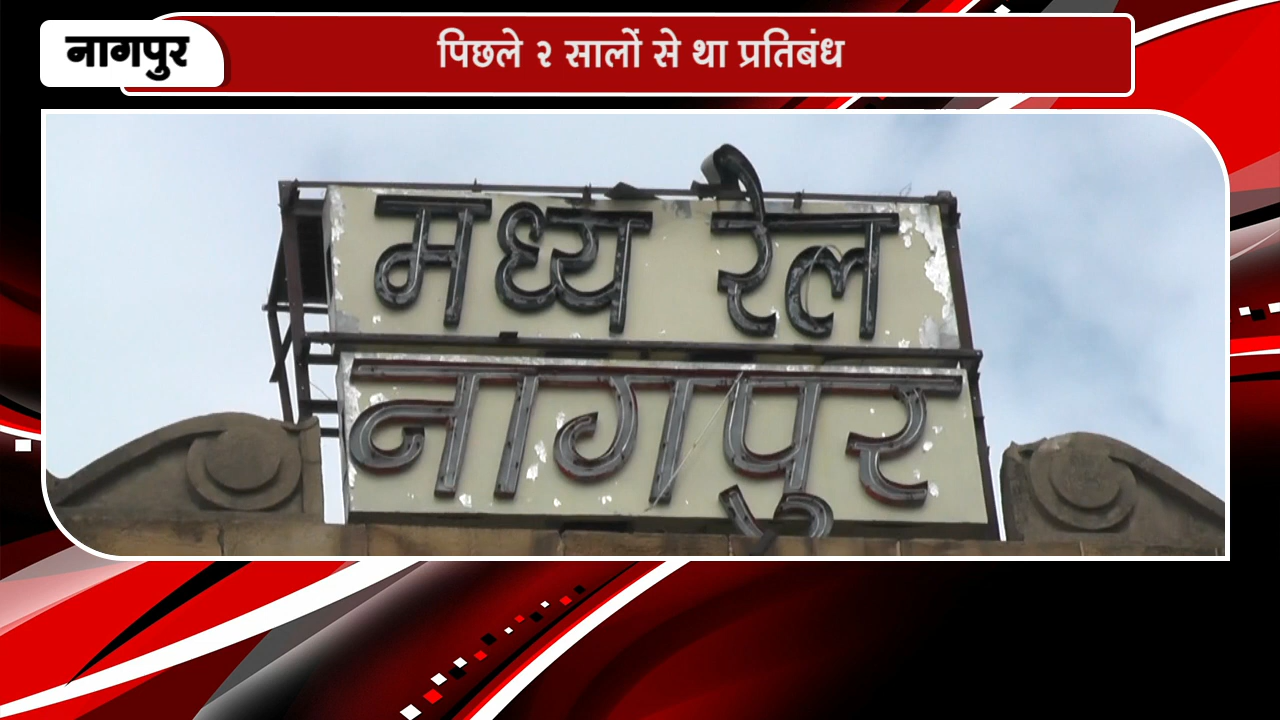 नागपुर
पिछले २ सालों से था प्रतिबंध
मध्य रेल
नागपुर